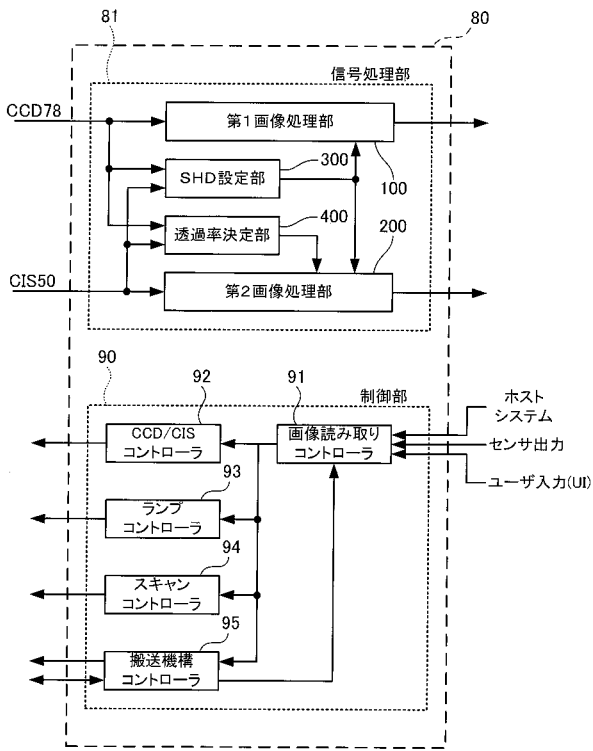 81
80
信号処理部
CCD78
第1画像処理部
300
SHD設定部
100
400
透過率決定部
200
CIS50
第2画像処理部
90
92
91
制御部
ホスト
システム
CCD/CIS
コントローラ
画像読み取り
コントローラ
センサ出力
93
ユーザ入力(UI)
ランプ
コントローラ
94
スキャン
コントローラ
95
搬送機構
コントローラ